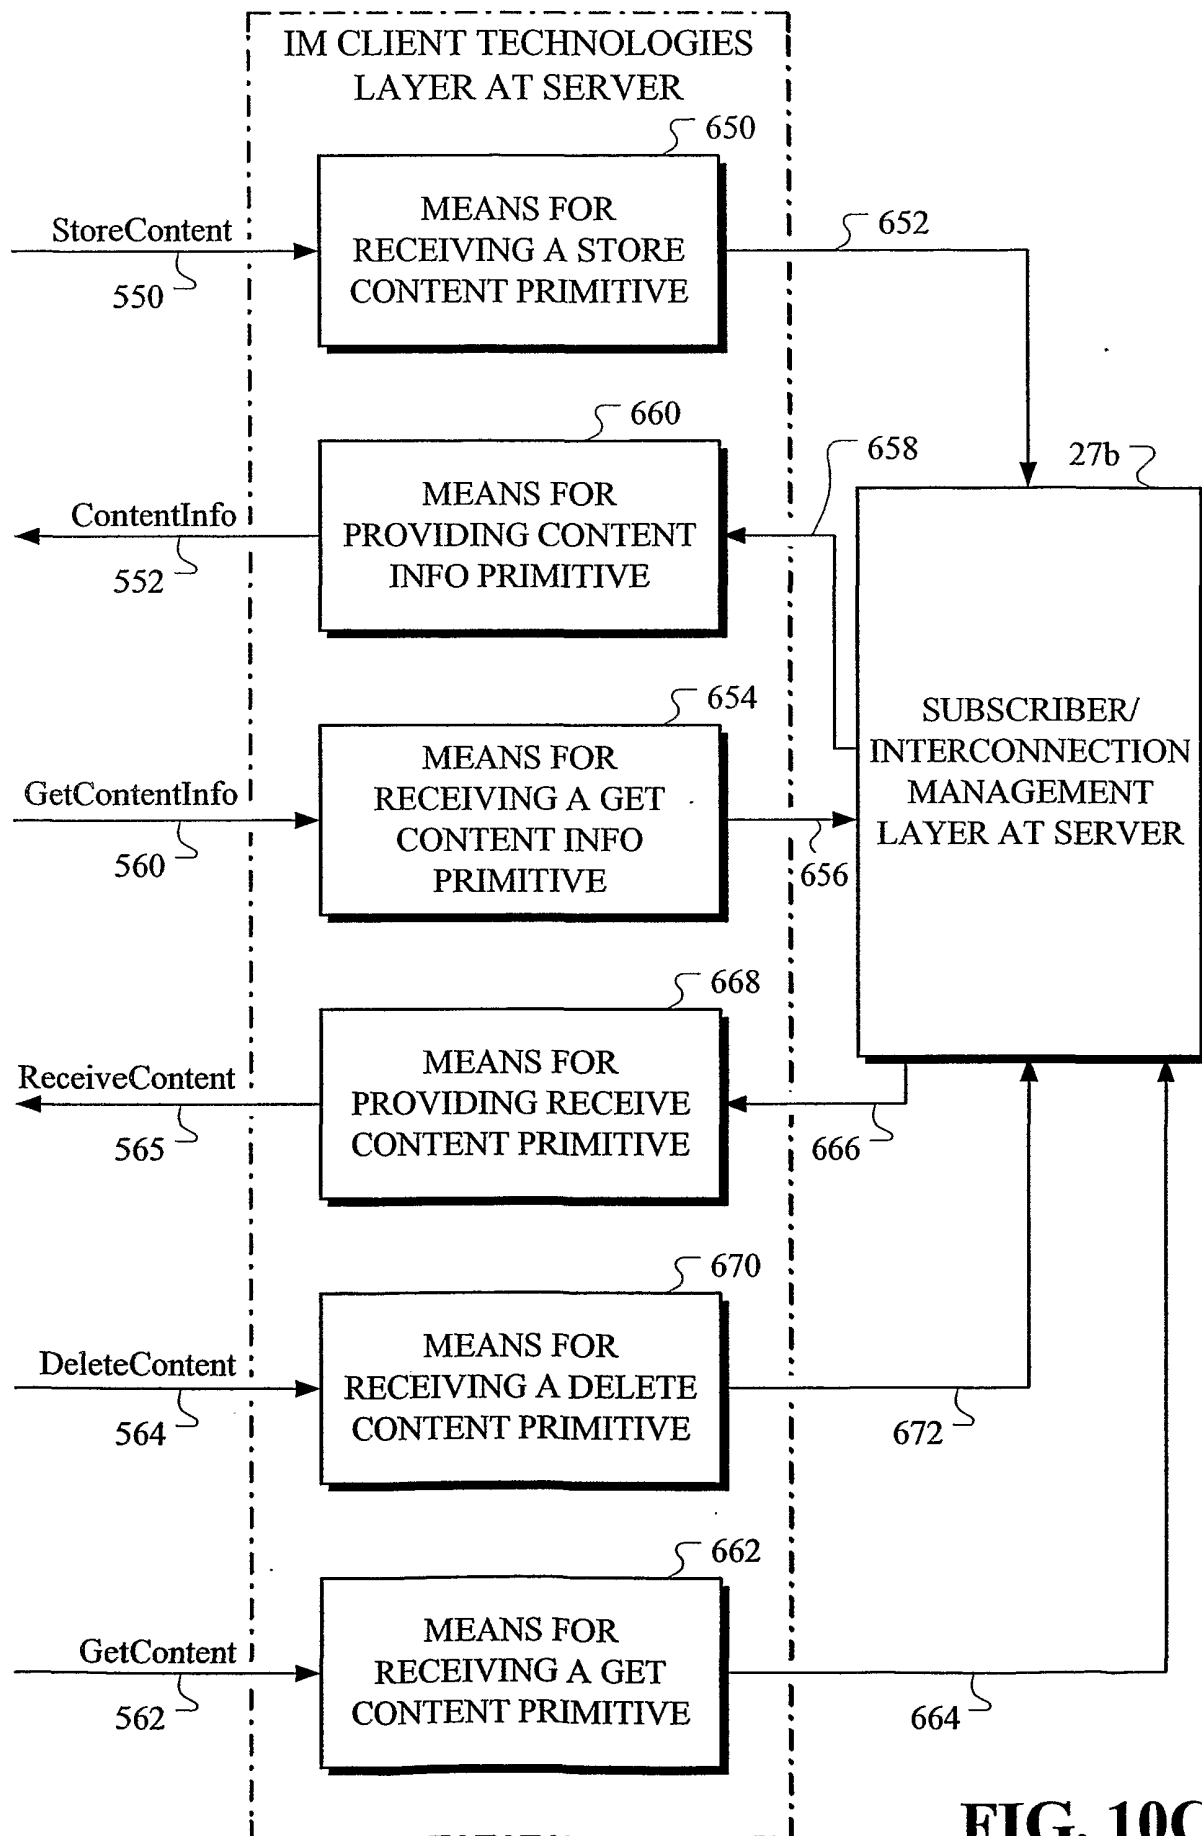 IM CLIENT TECHNOLOGIES
LAYER AT SERVER
650
MEANS FOR
RECEIVING A STORE
CONTENT PRIMITIVE
StoreContent
550
652
660
MEANS FOR
PROVIDING CONTENT
INFO PRIMITIVE
ContentInfo
552
658
27b
SUBSCRIBER/
INTERCONNECTION
MANAGEMENT
LAYER AT SERVER
654
MEANS FOR
RECEIVING A GET
CONTENT INFO
PRIMITIVE
GetContentInfo
560
656
668
MEANS FOR
PROVIDING RECEIVE
CONTENT PRIMITIVE
ReceiveContent
565
666
670
MEANS FOR
RECEIVING A DELETE
CONTENT PRIMITIVE
DeleteContent
564
672
662
MEANS FOR
RECEIVING A GET
CONTENT PRIMITIVE
GetContent
562
664
FIG.